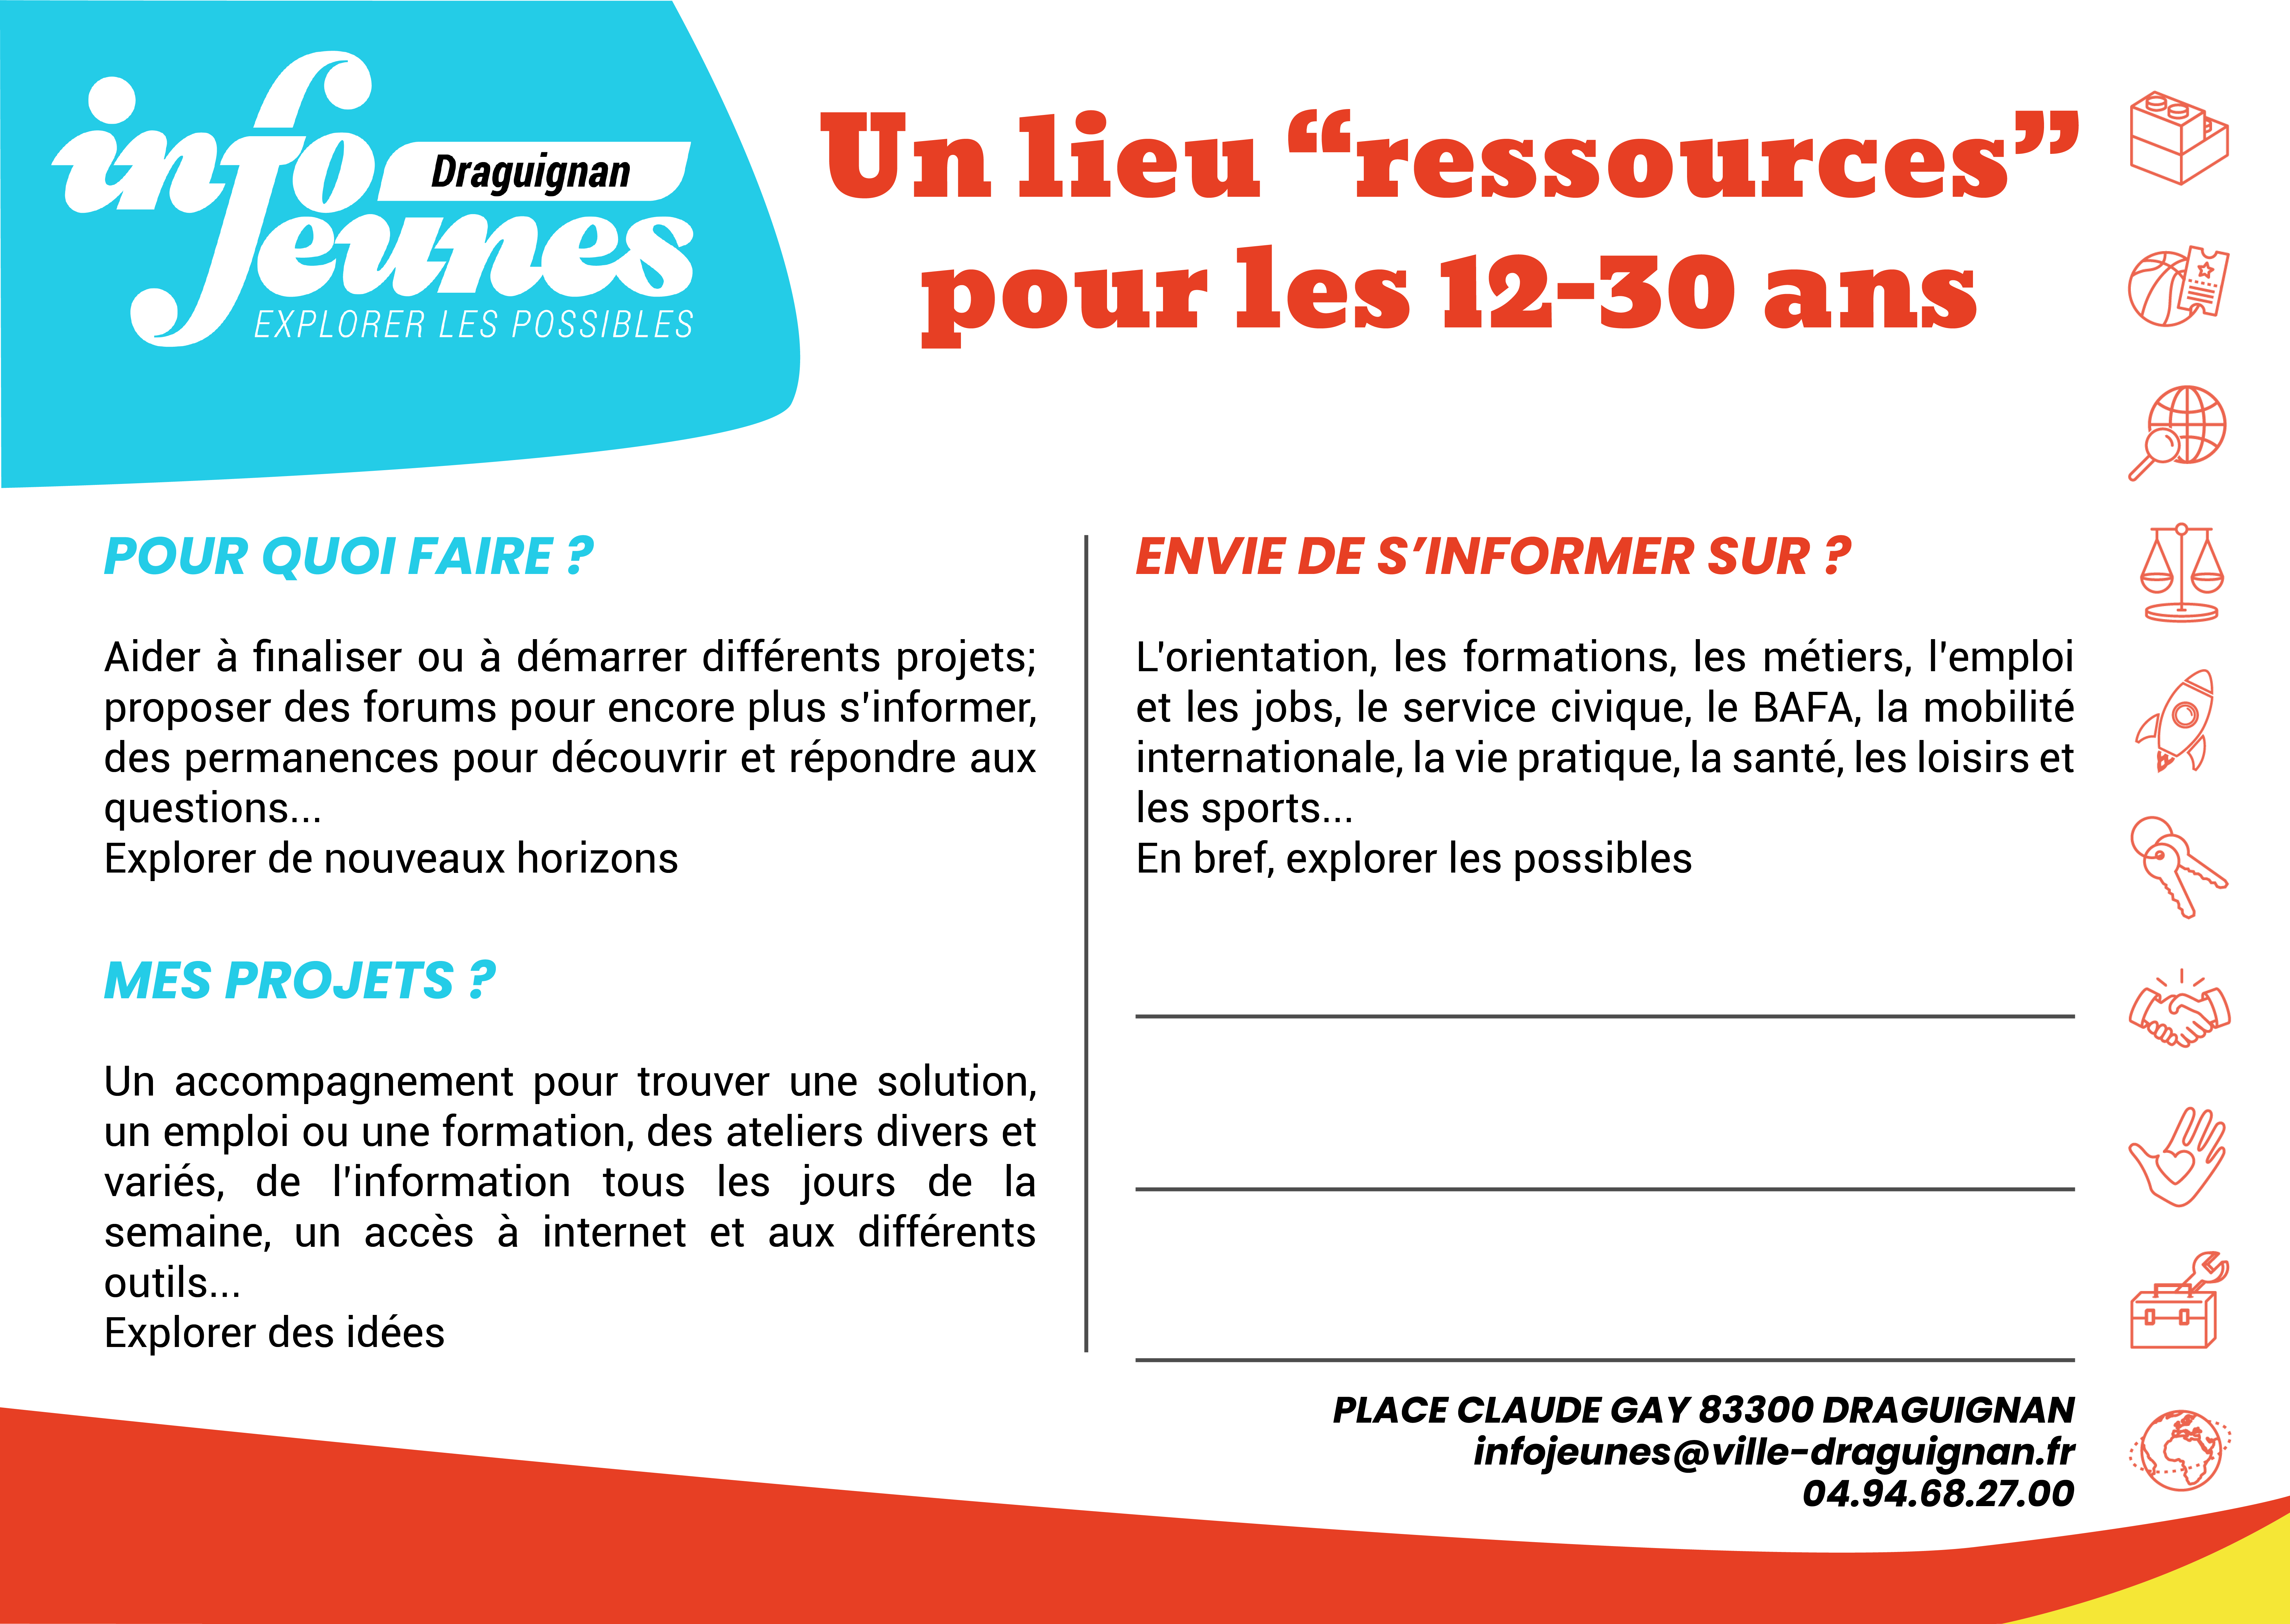 info
Draguignan
Jeunes
EXPLORER LES POSSIBLES
Un lieu “ressources”
pour les 12-30 ans
POUR QUOI FAIRE ?
Aider à finaliser ou à démarrer différents projets;
proposer des forums pour encore plus s'informer,
des permanences pour découvrir et répondre aux
questions...
Explorer de nouveaux horizons
MES PROJETS ?
Un accompagnement pour trouver une solution,
un emploi ou une formation, des ateliers divers et
variés, de l'information tous les jours de la
semaine, un accès à internet et aux différents
outils...
Explorer des idées
ENVIE DE S’INFORMER SUR ?
L'orientation, les formations, les métiers, l'emploi
et les jobs, le service civique, le BAFA, la mobilité
internationale, la vie pratique, la santé, les loisirs et
les sports...
En bref, explorer les possibles
PLACE CLAUDE GAY 83300 DRAGUIGNAN
infojeunes@ville-draguignan.fr
04.94.68.27.00